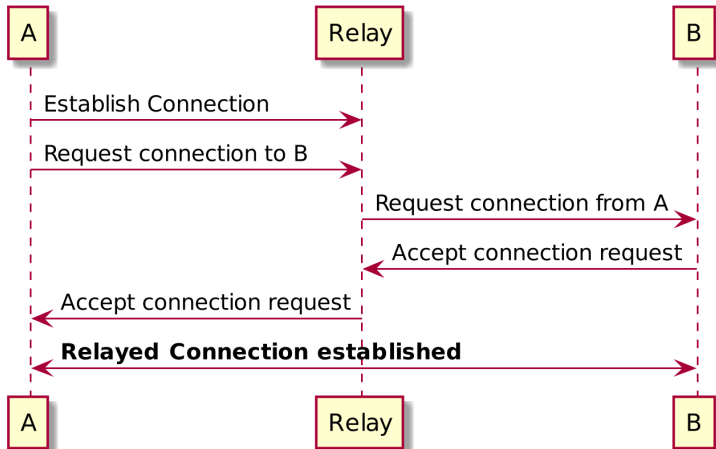 A
Relay
B
Establish Connection
Request connection to B
Request connection from A
Accept connection request
Accept connection request
Relayed Connection established
A
Relay
B